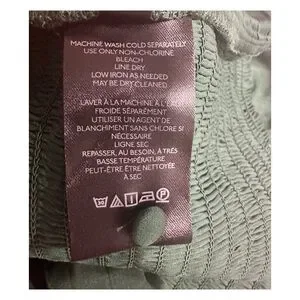 MACHINE WASH COLD SEPARATELY
USE ONLY NON-CHLORINE
BLEACH
LINE DRY
LOW IRON AS NEEDED
MAY BE DRY CLEANED
LAVER À LA MACHINE À L'EAU
FROIDE SÉPARÉMENT
UTILISER UN AGENT DE
BLANCHIMENT SANS CHLORE SI
NÉCESSAIRE
LIGNE SEC
REPASSER, AU BESOIN, À TRÈS
BASSE TEMPÉRATURE
PEUT-ÊTRE ÊTRE NETTOYÉE
À SEC
30
P